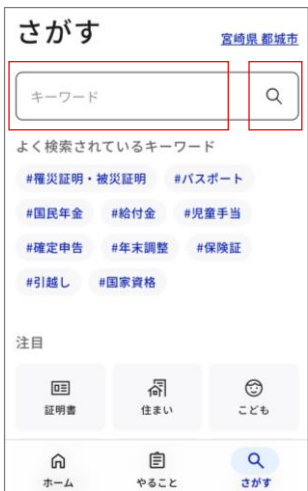 さがす
宮崎県 都城市
キーワード
よく検索されているキーワード
#罹災証明・被災証明 #パスポート
#国民年金 #給付金 #児童手当
#確定申告 #年末調整 #保険証
#引越し #国家資格
注目
証明書 住まい こども
ホーム やること さがす